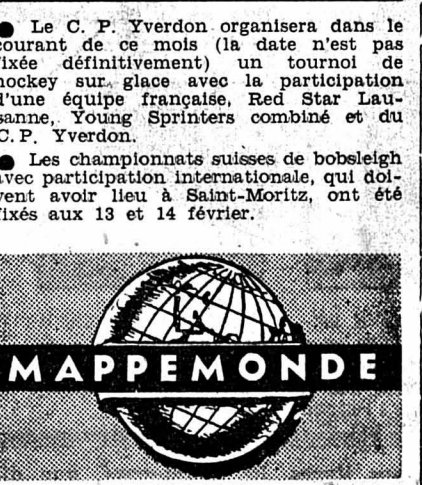 ● Le C. P. Yverdon organisera dans le
courant de ce mois (la date n'est pas
fixée définitivement) un tournoi de
hockey sur glace avec la participation
d'une équipe française, Red Star Lau-
sanne, Young Sprinters combiné et du
C. P. Yverdon.
● Les championnats suisses de bobsleigh
avec participation internationale, qui doi-
vent avoir lieu à Saint-Moritz, ont été
fixés aux 13 et 14 février.
MAPPEMONDE